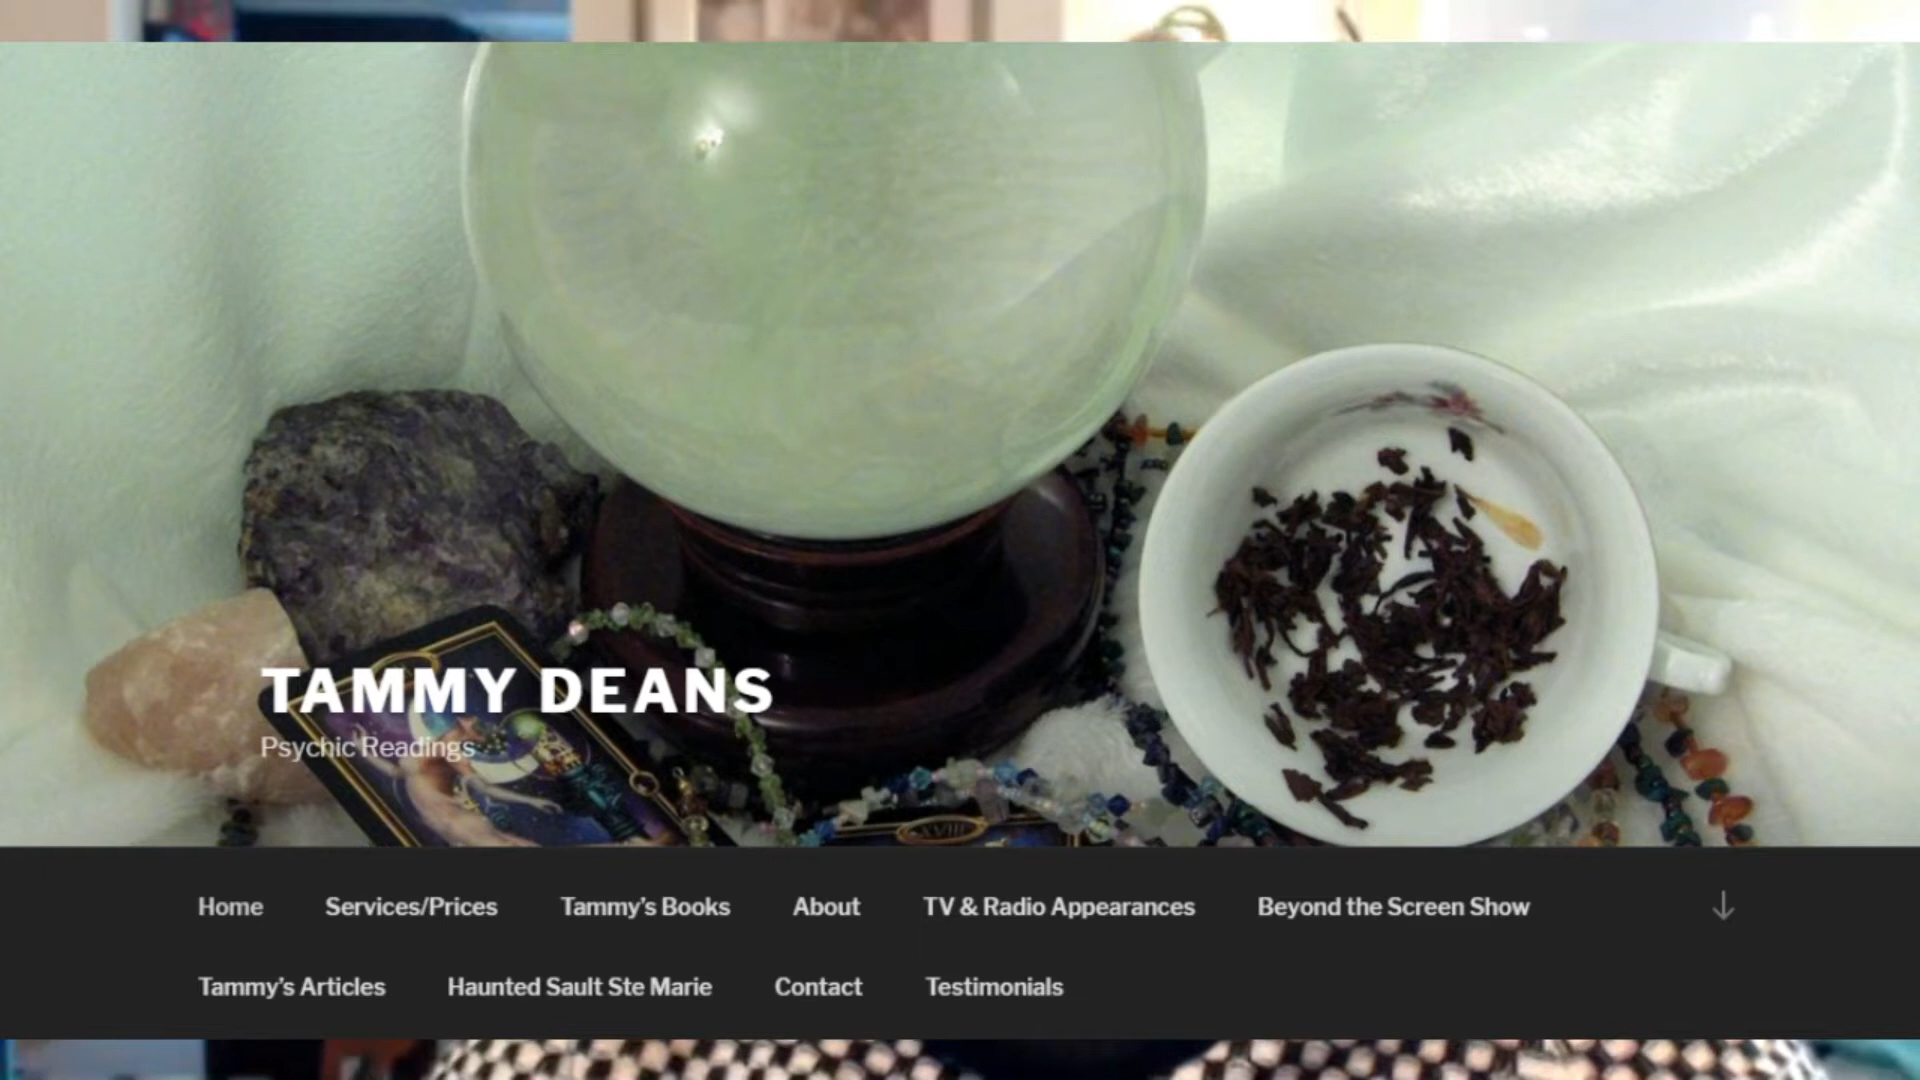 TAMMY DEANS
Psychic Readings
XVIII
Home Services/Prices Tammy's Books About TV & Radio Appearances Beyond the Screen Show
Tammy's Articles Haunted Sault Ste Marie Contact Testimonials